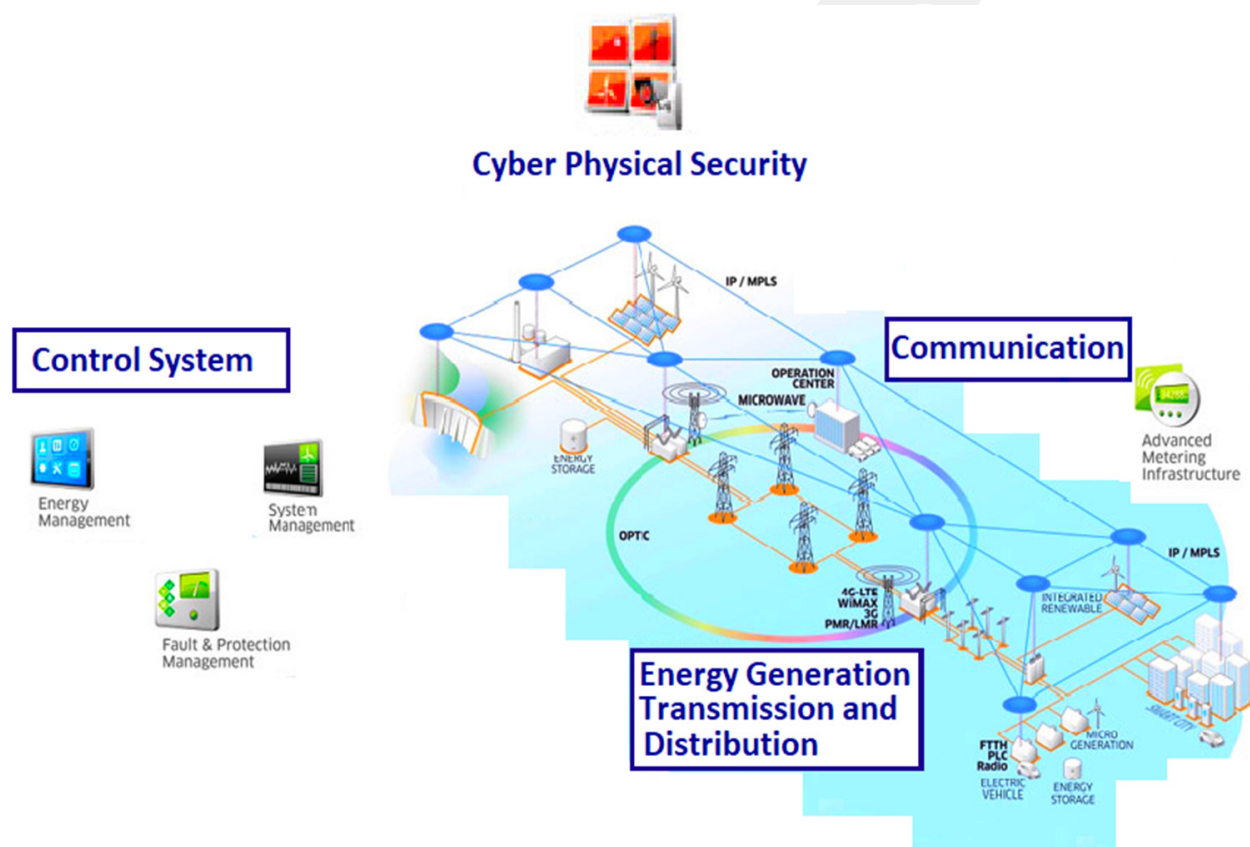 Cyber Physical Security
IP / MPLS
Control System
Communication
OPERATION
CENTER
MICROWAVE
ENERGY
STORAGE
Advanced
Metering
Infrastructure
Energy
Management
System
Management
OPTIC
IP / MPLS
Fault & Protection
Management
4G-LTE
WiMAX
3G
PMR/LMR
INTEGRATED
RENEWABLE
Energy Generation
Transmission and
Distribution
SMART CITY
MICRO
GENERATION
FTTH
PLC
Radio
ELECTRIC
VEHICLE
ENERGY
STORAGE